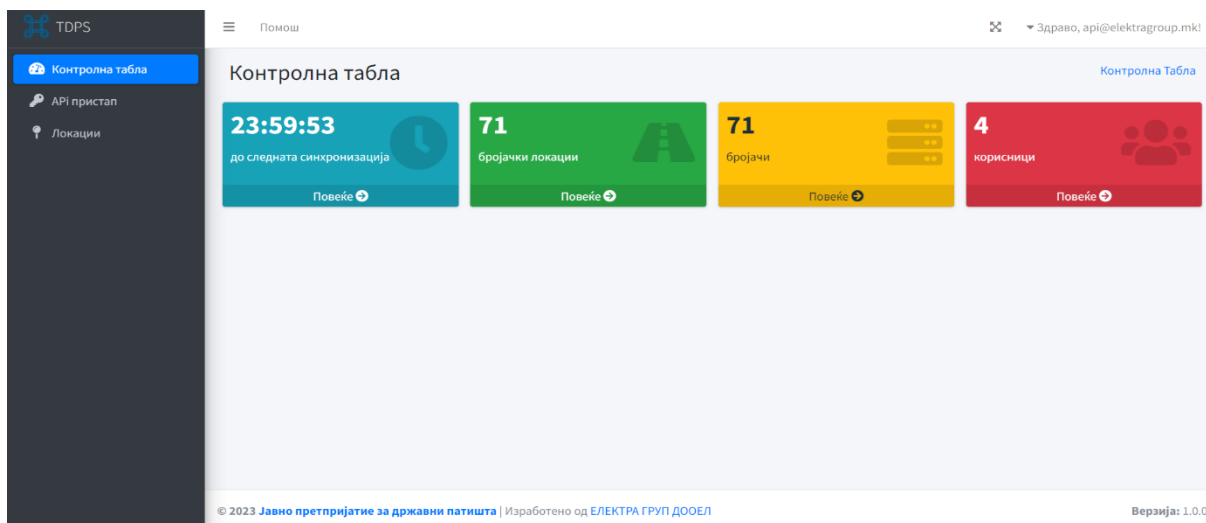 TDPS
Помош
Здраво, api@elektragroup.mk!
Контролна табла
APi пристап
Локации
Контролна табла
Контролна Табла
23:59:53
до следната синхронизација
Повеќе
71
бројачки локации
Повеќе
71
бројачи
Повеќе
4
корисници
Повеќе
© 2023 Јавно претпријатие за државни патишта | Изработено од ЕЛЕКТРА ГРУП ДООЕЛ
Верзија: 1.0.0